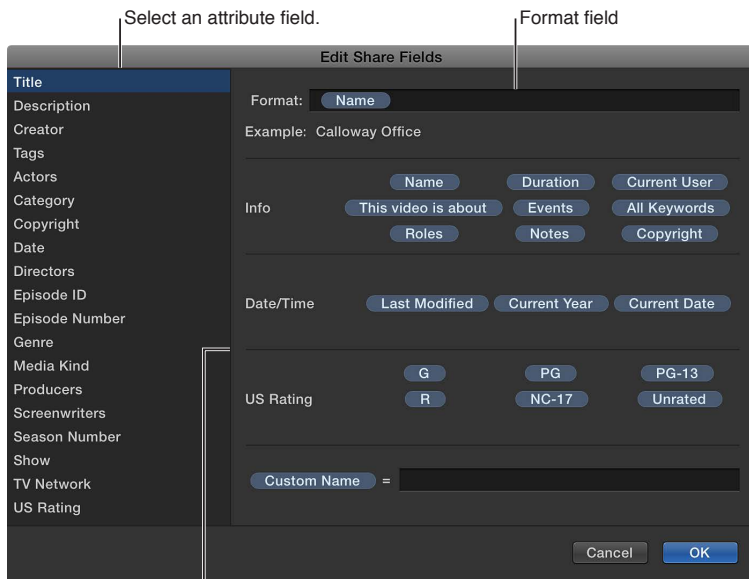 Select an attribute field.
Format field
Edit Share Fields
Title
Description
Creator
Tags
Actors
Category
Copyright
Date
Directors
Episode ID
Episode Number
Genre
Media Kind
Producers
Screenwriters
Season Number
Show
TV Network
US Rating
Format: Name
Example: Calloway Office
Info
Name Duration Current User
This video is about Events All Keywords
Roles Notes Copyright
Date/Time Last Modified Current Year Current Date
US Rating
G PG PG-13
R NC-17 Unrated
Custom Name =
Cancel OK